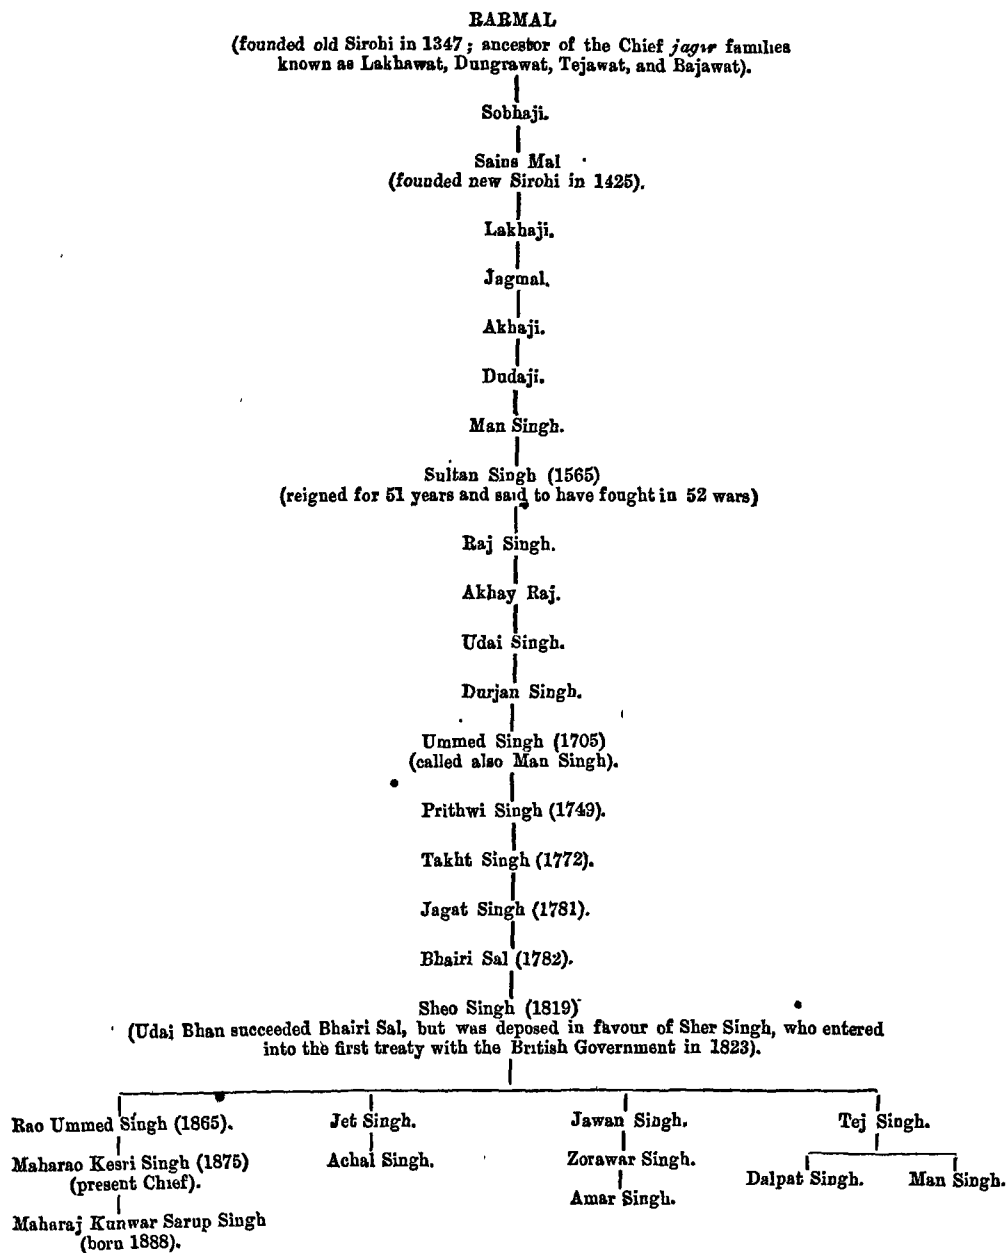 RARMAL
(founded old Sirohi in 1347; ancestor of the Chief jagir families
known as Lakhawat, Dungrawat, Tejawat, and Bajawat).
Sobhaji.
Sains Mal
(founded new Sirohi in 1425).
Lakhaji.
Jagmal.
Akhaji.
Dudaji.
Man Singh.
Sultan Singh (1565)
(reigned for 51 years and said to have fought in 52 wars)
Raj Singh.
Akhay Raj.
Udai Singh.
Durjan Singh.
Ummed Singh (1705)
(called also Man Singh).
Prithwi Singh (1749).
Takht Singh (1772).
Jagat Singh (1781).
Bhairi Sal (1782).
Sheo Singh (1819)
(Udai Bhan succeeded Bhairi Sal, but was deposed in favour of Sher Singh, who entered
into the first treaty with the British Government in 1823).
Rao Ummed Singh (1865). Jet Singh. Jawan Singh. Tej Singh.
Maharao Kesri Singh (1875) Achal Singh. Zorawar Singh.
(present Chief). Dalpat Singh. Man Singh.
Amar Singh.
Maharaj Kunwar Sarup Singh
(born 1888).